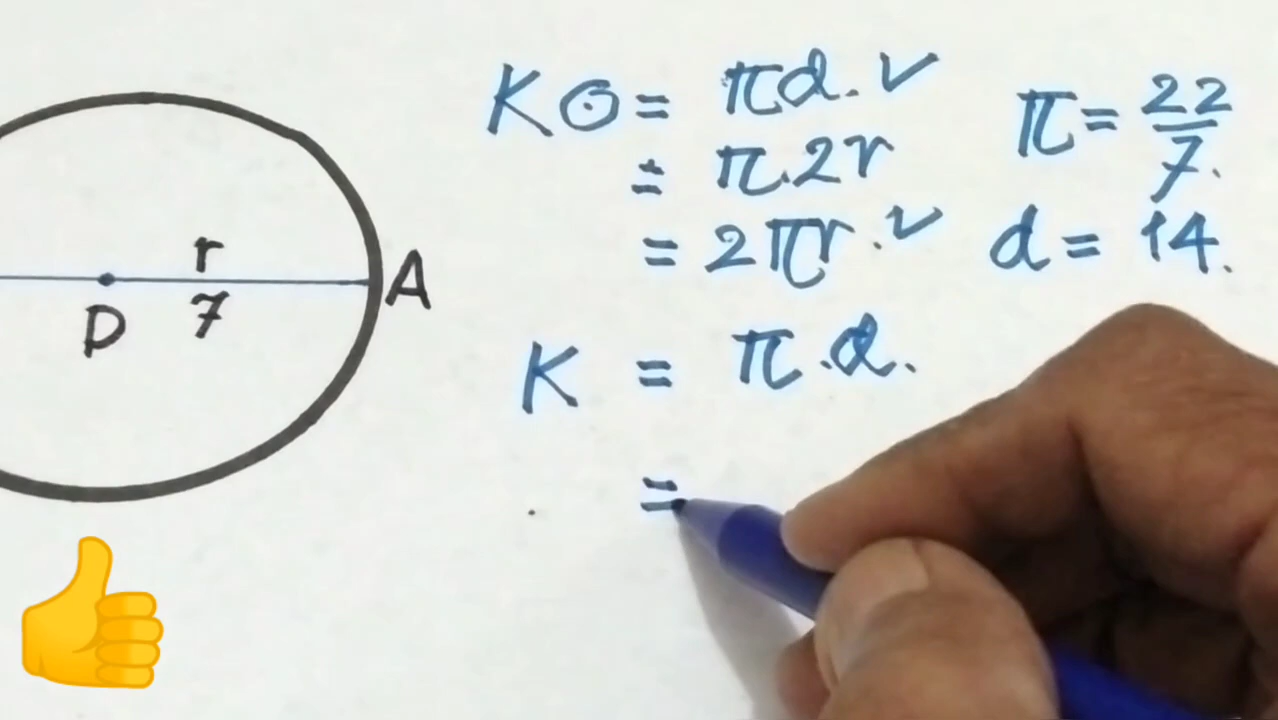 K⊙ = πd. ✓
= π.2r
= 2πr. ✓
π = 22/7.
d = 14.
K = π.d.
=
r
7
D
A